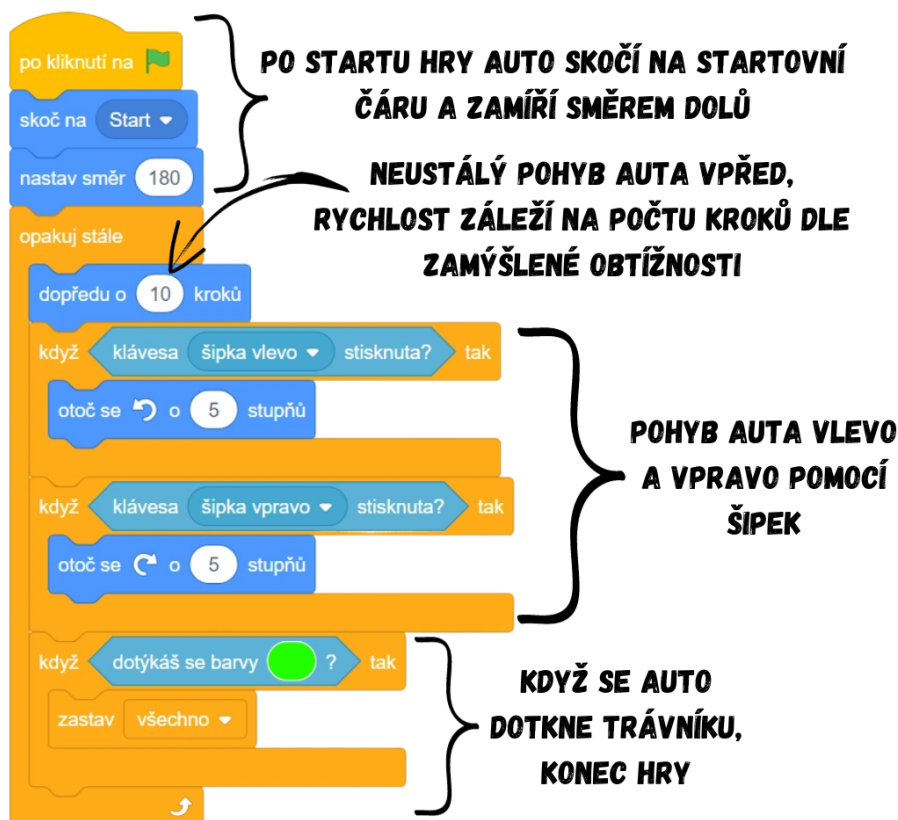 po kliknutí na
skoč na Start
nastav směr 180
opakuj stále
dopředu o 10 kroků
když klávesa šipka vlevo stisknuta? tak
otoč se o 5 stupňů
když klávesa šipka vpravo stisknuta? tak
otoč se o 5 stupňů
když dotýkáš se barvy ? tak
zastav všechno
PO STARTU HRY AUTO SKOČÍ NA STARTOVNÍ
ČÁRU A ZAMÍŘÍ SMĚREM DOLŮ
NEUSTÁLÝ POHYB AUTA VPŘED,
RYCHLOST ZÁLEŽÍ NA POČTU KROKŮ DLE
ZAMÝŠLENÉ OBTÍŽNOSTI
POHYB AUTA VLEVO
A VPRAVO POMOCÍ
ŠIPEK
KDYŽ SE AUTO
DOTKNE TRÁVNÍKU,
KONEC HRY